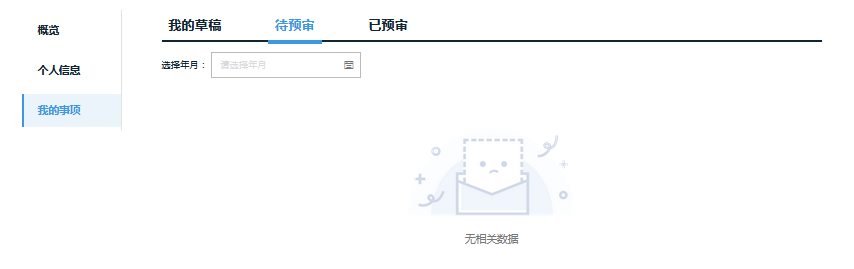 概览
个人信息
我的事项
我的草稿 待预审 已预审
选择年月： 请选择年月
无相关数据